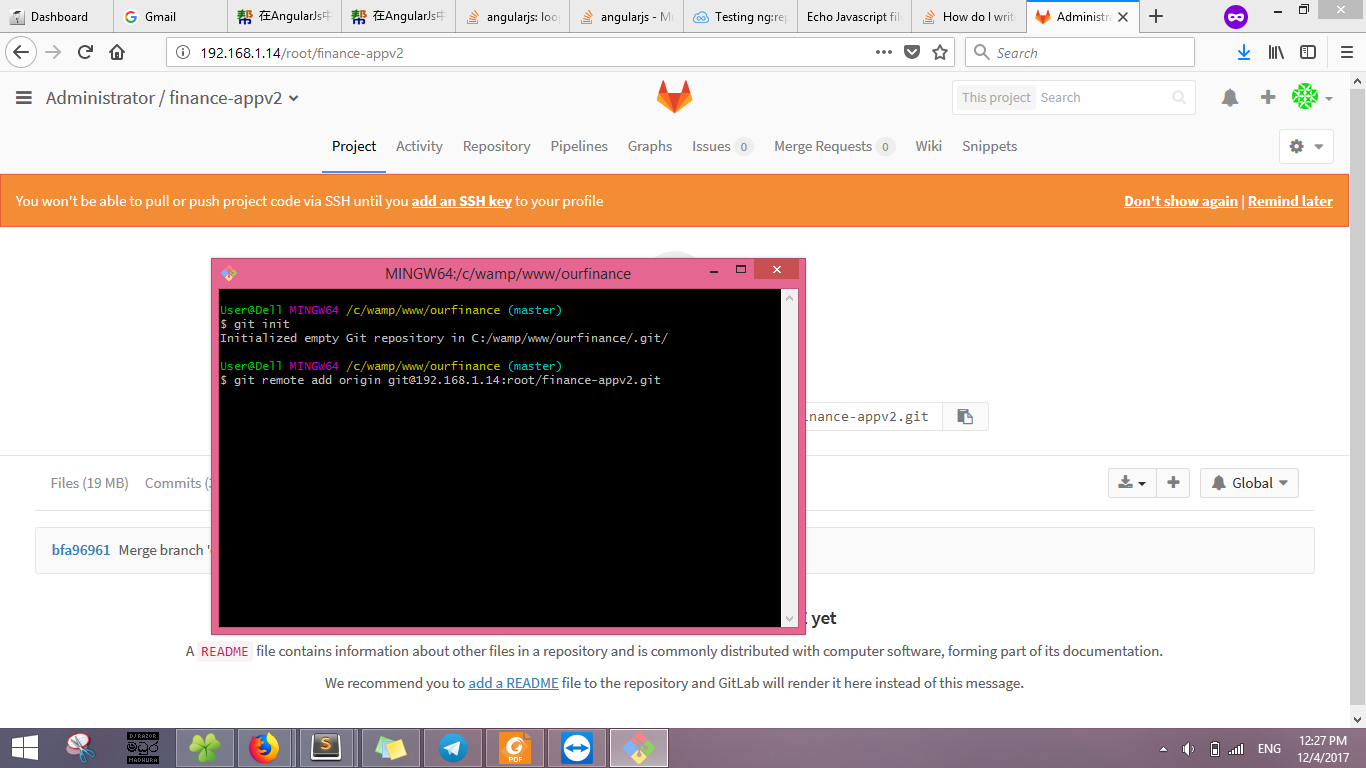 Dashboard
Gmail
在AngularJs中
在AngularJs中
angularjs: loo
angularjs - Mu
Testing ng:rep
Echo Javascript file
How do I write
Administra
192.168.1.14/root/finance-appv2
Search
Administrator / finance-appv2
This project Search
Project Activity Repository Pipelines Graphs Issues 0 Merge Requests 0 Wiki Snippets
You won't be able to pull or push project code via SSH until you add an SSH key to your profile
Don't show again | Remind later
MINGW64:/c/wamp/www/ourfinance
User@Dell MINGW64 /c/wamp/www/ourfinance (master)
$ git init
Initialized empty Git repository in C:/wamp/www/ourfinance/.git/
User@Dell MINGW64 /c/wamp/www/ourfinance (master)
$ git remote add origin git@192.168.1.14:root/finance-appv2.git
inance-appv2.git
Files (19 MB) Commits (
Global
bfa96961 Merge branch '
yet
A README file contains information about other files in a repository and is commonly distributed with computer software, forming part of its documentation.
We recommend you to add a README file to the repository and GitLab will render it here instead of this message.
DJ RAZOR
MADHURA
PDF
ENG
12:27 PM
12/4/2017